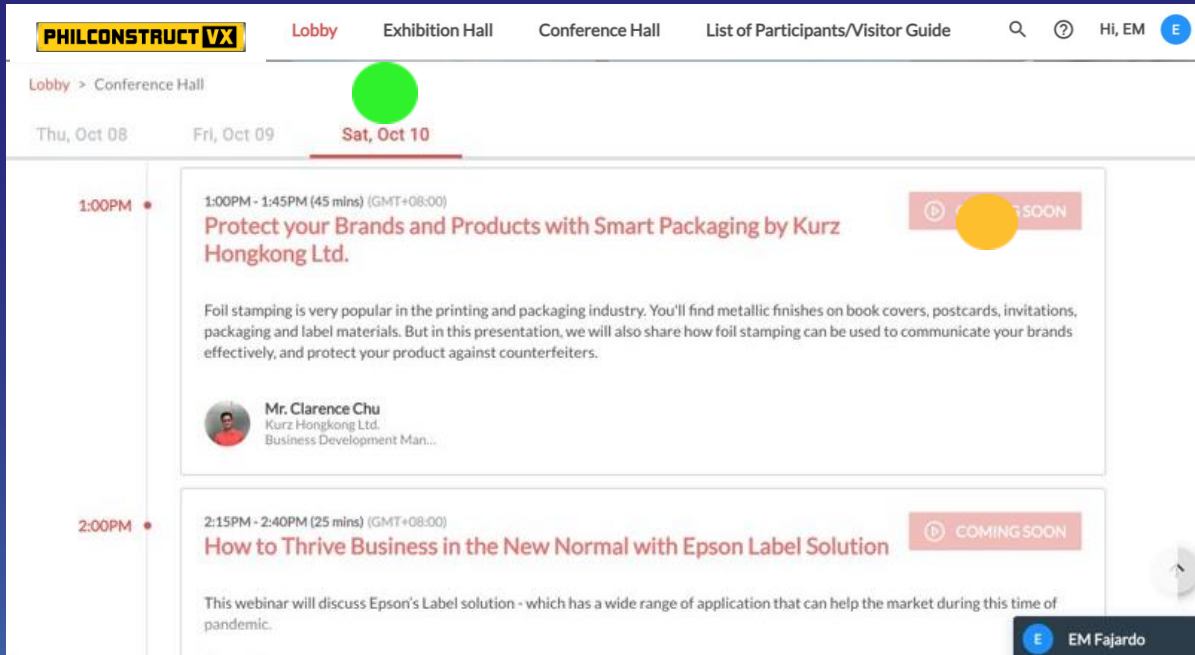 PHILCONSTRUCT VX
Lobby Exhibition Hall Conference Hall List of Participants/Visitor Guide Hi, EM E
Lobby > Conference Hall
Thu, Oct 08 Fri, Oct 09 Sat, Oct 10
1:00PM
1:00PM - 1:45PM (45 mins) (GMT+08:00)
SOON
Protect your Brands and Products with Smart Packaging by Kurz
Hongkong Ltd.
Foil stamping is very popular in the printing and packaging industry. You'll find metallic finishes on book covers, postcards, invitations,
packaging and label materials. But in this presentation, we will also share how foil stamping can be used to communicate your brands
effectively, and protect your product against counterfeiters.
Mr. Clarence Chu
Kurz Hongkong Ltd.
Business Development Man...
2:00PM
2:15PM - 2:40PM (25 mins) (GMT+08:00)
COMING SOON
How to Thrive Business in the New Normal with Epson Label Solution
This webinar will discuss Epson's Label solution - which has a wide range of application that can help the market during this time of
pandemic.
E EM Fajardo